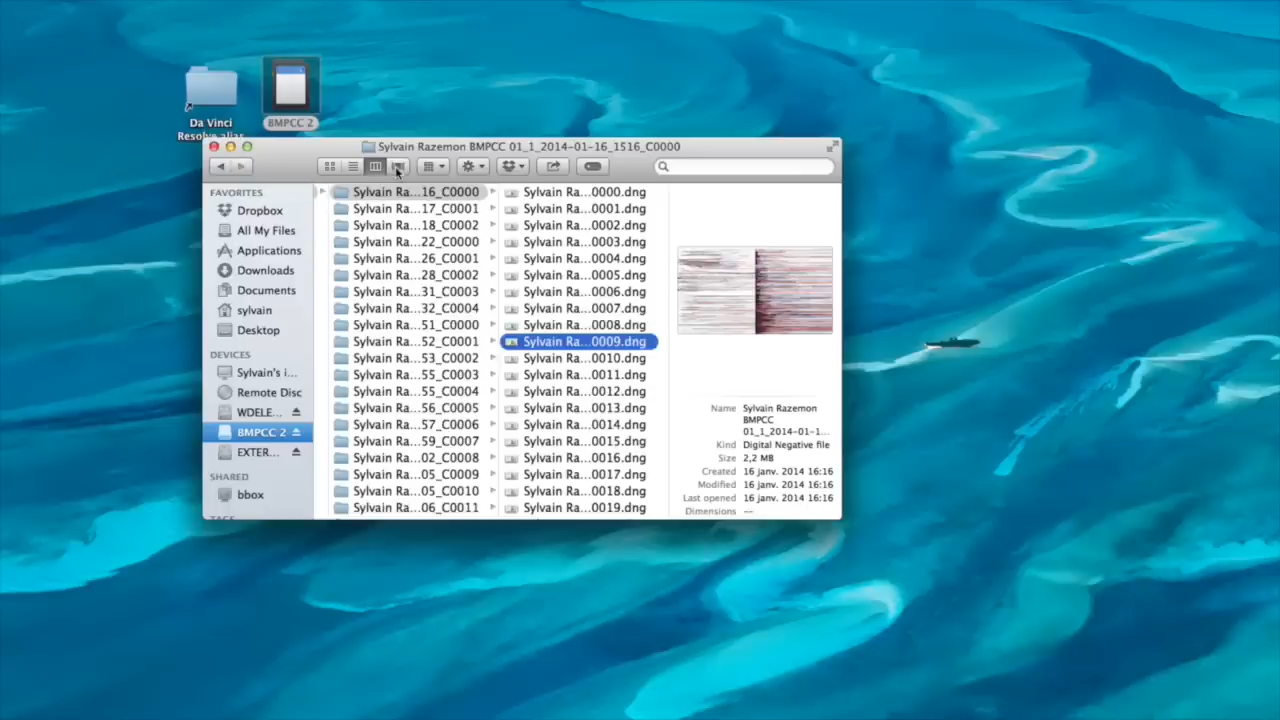 Da Vinci
Resolve alias
BMPCC 2
Sylvain Razemon BMPCC 01_1_2014-01-16_1516_C0000
FAVORITES
Dropbox
All My Files
Applications
Downloads
Documents
sylvain
Desktop
DEVICES
Sylvain's i...
Remote Disc
WDELE...
BMPCC 2
EXTER...
SHARED
bbox
Sylvain Ra...16_C0000
Sylvain Ra...17_C0001
Sylvain Ra...18_C0002
Sylvain Ra...22_C0000
Sylvain Ra...26_C0001
Sylvain Ra...28_C0002
Sylvain Ra...31_C0003
Sylvain Ra...32_C0004
Sylvain Ra...51_C0000
Sylvain Ra...52_C0001
Sylvain Ra...53_C0002
Sylvain Ra...55_C0003
Sylvain Ra...55_C0004
Sylvain Ra...56_C0005
Sylvain Ra...57_C0006
Sylvain Ra...59_C0007
Sylvain Ra...02_C0008
Sylvain Ra...05_C0009
Sylvain Ra...05_C0010
Sylvain Ra...06_C0011
Sylvain Ra...0000.dng
Sylvain Ra...0001.dng
Sylvain Ra...0002.dng
Sylvain Ra...0003.dng
Sylvain Ra...0004.dng
Sylvain Ra...0005.dng
Sylvain Ra...0006.dng
Sylvain Ra...0007.dng
Sylvain Ra...0008.dng
Sylvain Ra...0009.dng
Sylvain Ra...0010.dng
Sylvain Ra...0011.dng
Sylvain Ra...0012.dng
Sylvain Ra...0013.dng
Sylvain Ra...0014.dng
Sylvain Ra...0015.dng
Sylvain Ra...0016.dng
Sylvain Ra...0017.dng
Sylvain Ra...0018.dng
Sylvain Ra...0019.dng
Name Sylvain Razemon
BMPCC
01_1_2014-01-1...
Kind Digital Negative file
Size 2,2 MB
Created 16 janv. 2014 16:16
Modified 16 janv. 2014 16:16
Last opened 16 janv. 2014 16:16
Dimensions ---